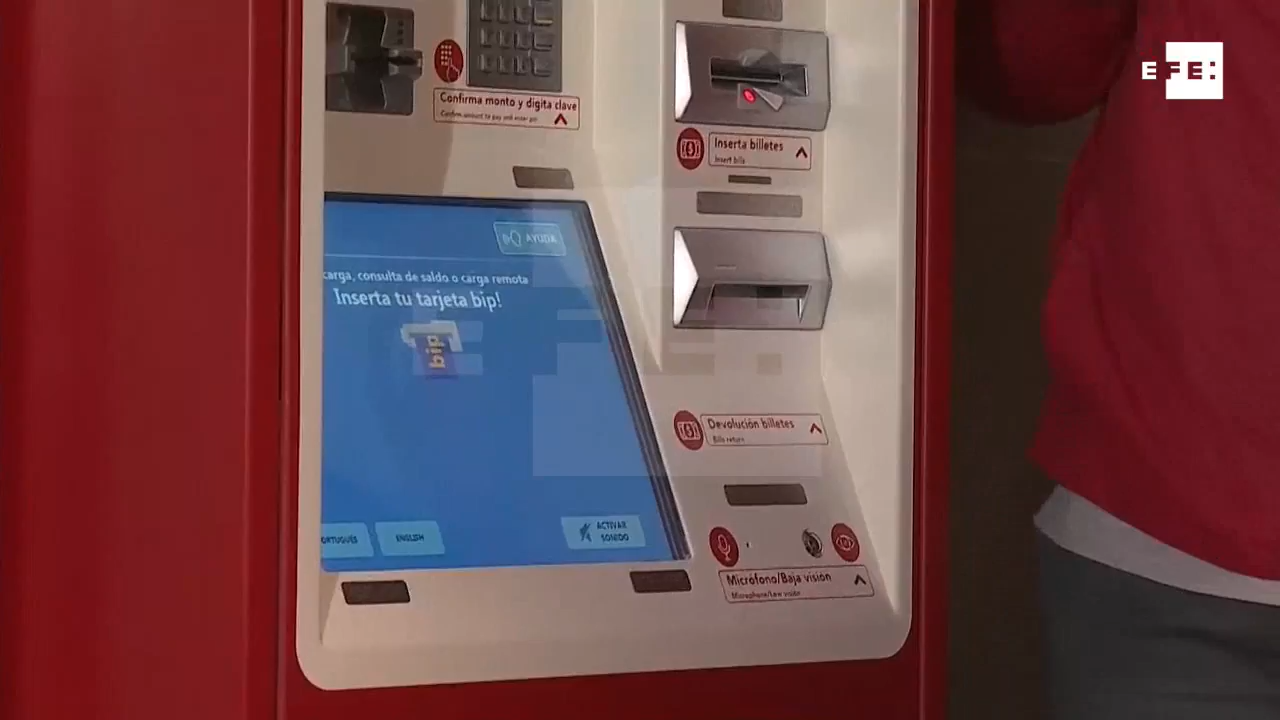 EFE:
Confirma monto y digita clave
Confirm amount to pay and enter pin
Inserta billetes
Insert bills
AYUDA
carga, consulta de saldo o carga remota
Inserta tu tarjeta bip!
bip
EFE:
Devolución billetes
Bills return
ORTUGUÉS
ENGLISH
ACTIVAR
SONIDO
Micrófono/Baja visión
Microphone/Low vision